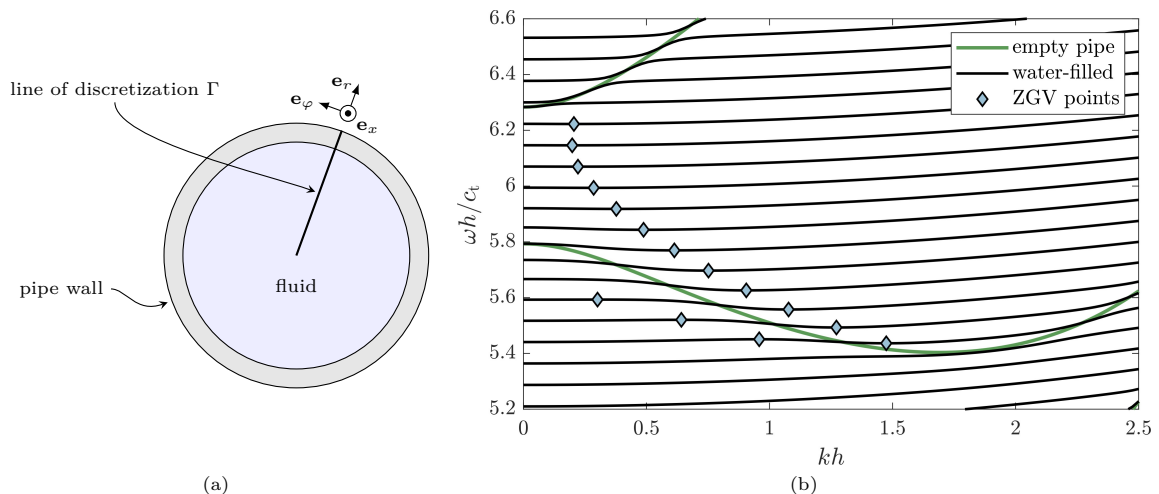 line of discretization Γ
e_r
e_φ
e_x
fluid
pipe wall
(a)
6.6
6.4
6.2
6
5.8
5.6
5.4
5.2
ωh/c_t
0
0.5
1
1.5
2
2.5
kh
empty pipe
water-filled
ZGV points
(b)